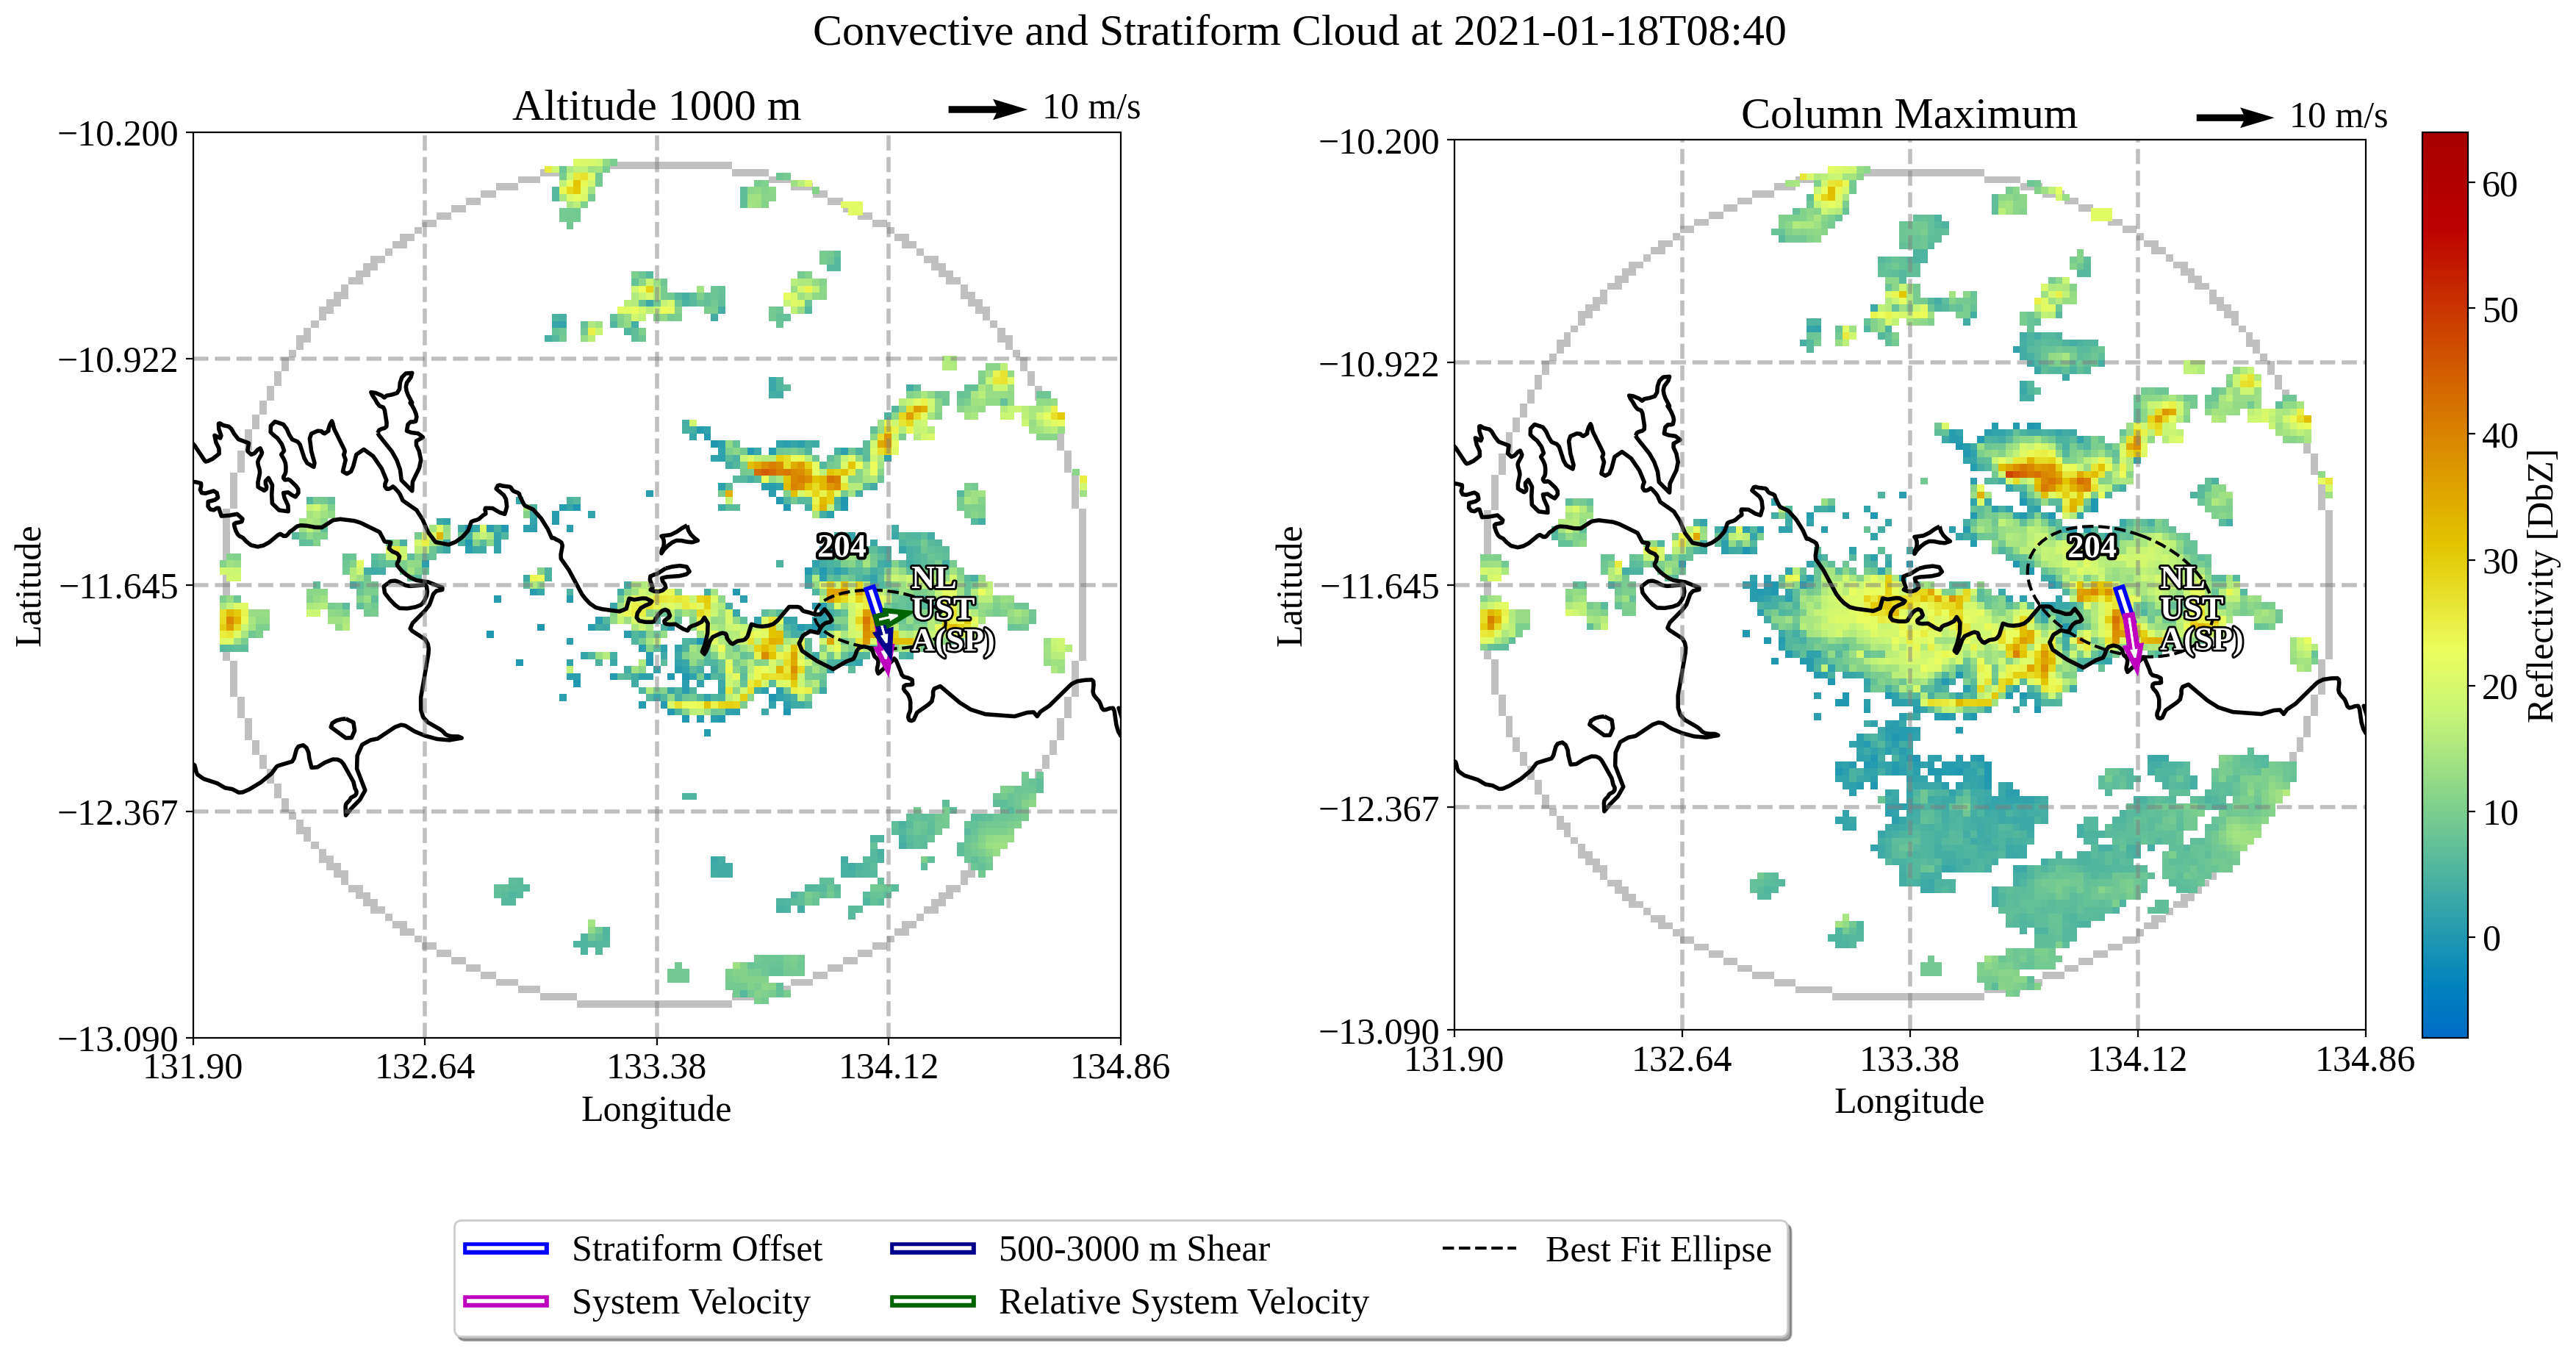 Convective and Stratiform Cloud at 2021-01-18T08:40
Altitude 1000 m
10 m/s
−10.200
−10.922
−11.645
−12.367
−13.090
Latitude
131.90
132.64
133.38
134.12
134.86
Longitude
204
NL
UST
A(SP)
Column Maximum
10 m/s
−10.200
−10.922
−11.645
−12.367
−13.090
Latitude
131.90
132.64
133.38
134.12
134.86
Longitude
204
NL
UST
A(SP)
60
50
40
30
20
10
0
Reflectivity [DbZ]
Stratiform Offset
System Velocity
500-3000 m Shear
Relative System Velocity
Best Fit Ellipse